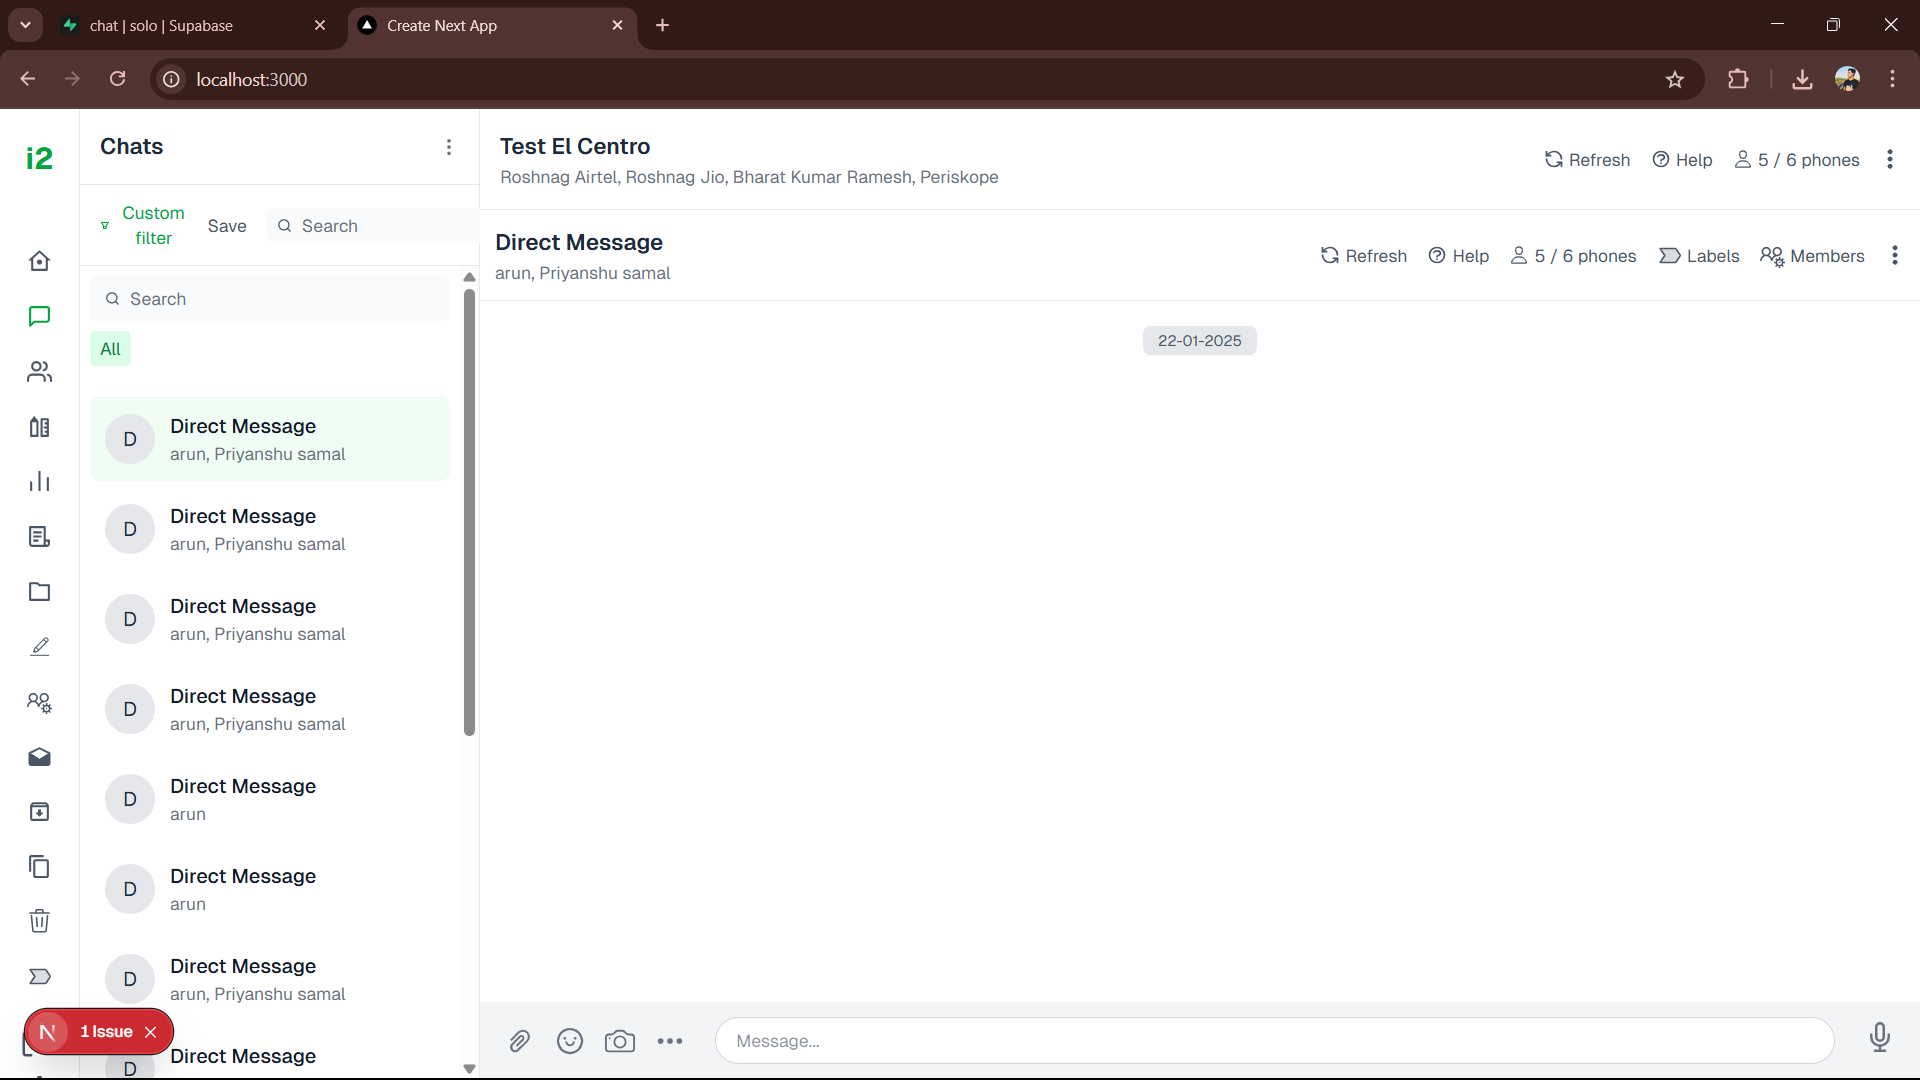 chat | solo | Supabase
Create Next App
localhost:3000
i2
Chats
Custom filter
Save
Search
Search
All
Direct Message
arun, Priyanshu samal
Direct Message
arun, Priyanshu samal
Direct Message
arun, Priyanshu samal
Direct Message
arun, Priyanshu samal
Direct Message
arun
Direct Message
arun
Direct Message
arun, Priyanshu samal
Direct Message
D
D
D
D
D
D
D
D
N 1 Issue
Test El Centro
Roshnag Airtel, Roshnag Jio, Bharat Kumar Ramesh, Periskope
Refresh
Help
5 / 6 phones
Direct Message
arun, Priyanshu samal
Refresh
Help
5 / 6 phones
Labels
Members
22-01-2025
Message...